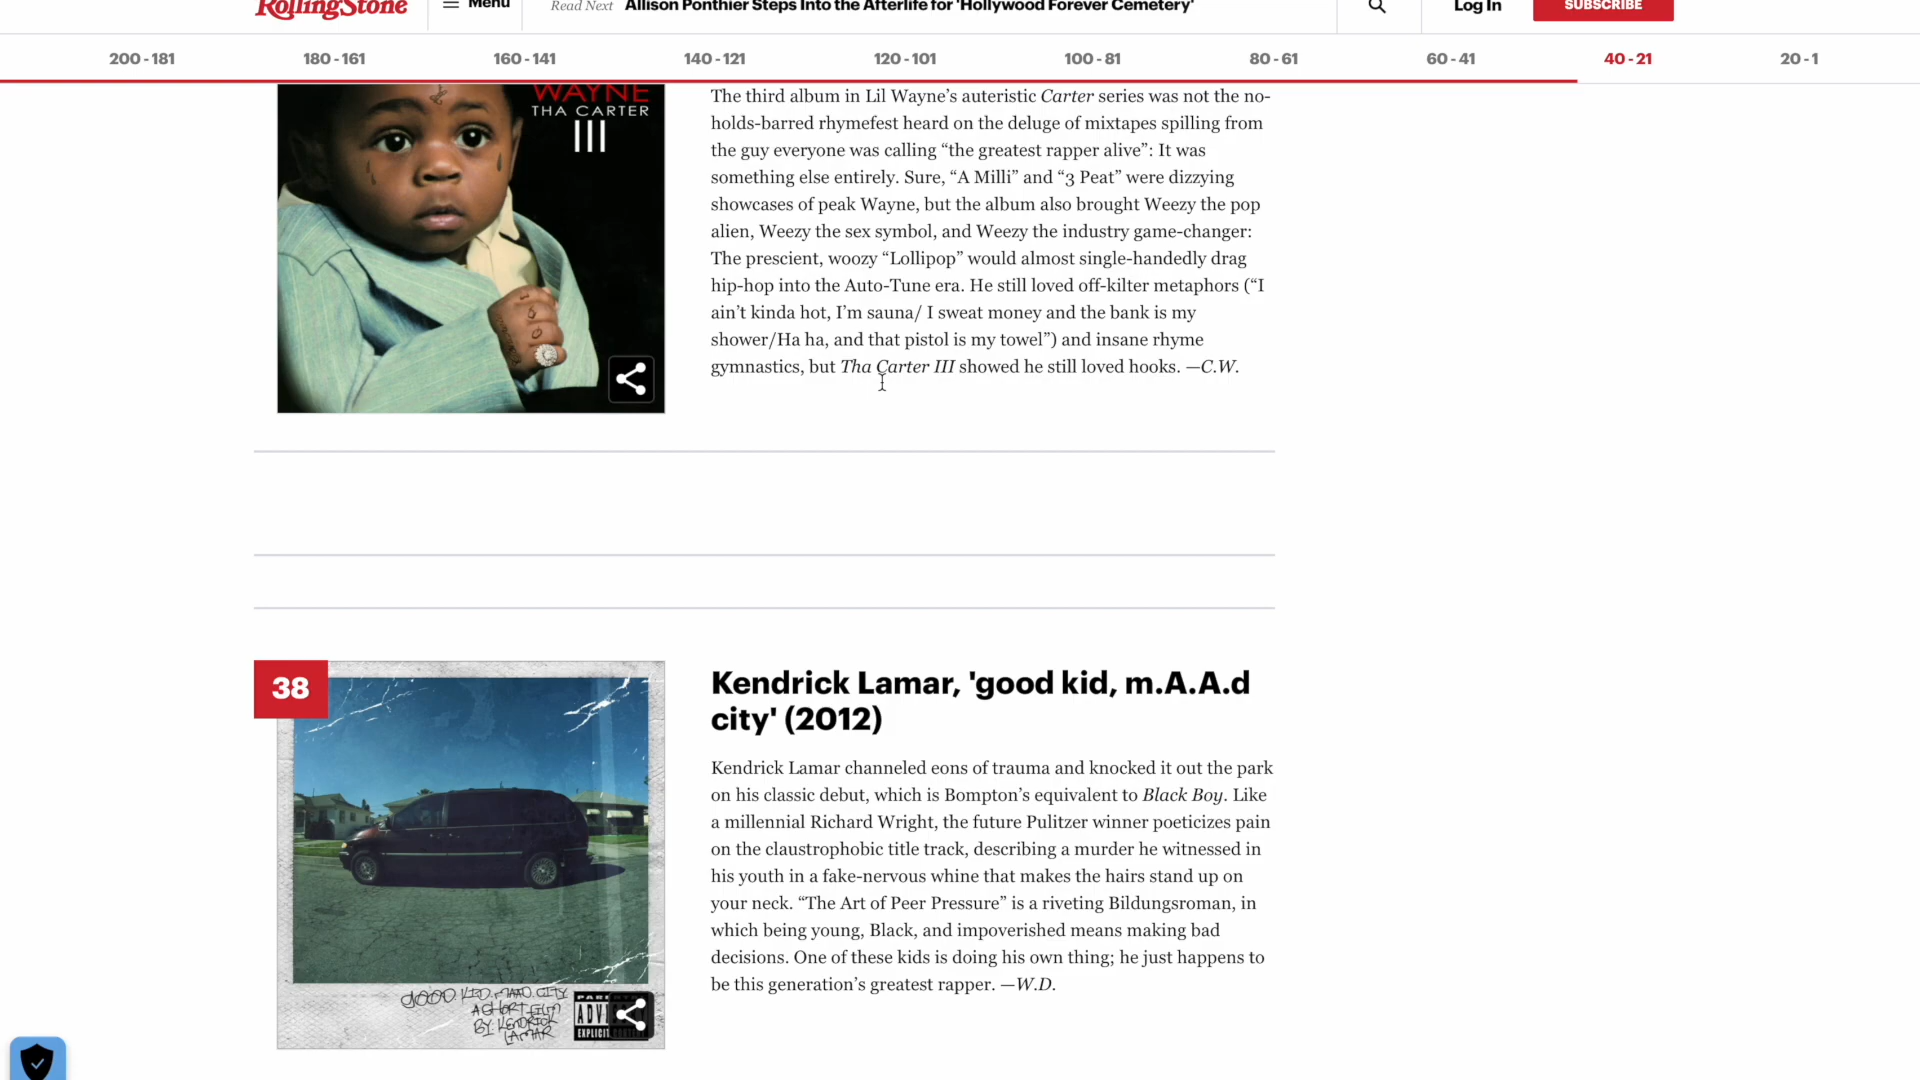 RollingStone
Menu
Read Next Allison Ponthier Steps Into the Afterlife for 'Hollywood Forever Cemetery'
Log In
SUBSCRIBE
200 - 181
180 - 161
160 - 141
140 - 121
120 - 101
100 - 81
80 - 61
60 - 41
40 - 21
20 - 1
WAYNE
THA CARTER
III
The third album in Lil Wayne’s auteristic Carter series was not the no-
holds-barred rhymefest heard on the deluge of mixtapes spilling from
the guy everyone was calling “the greatest rapper alive”: It was
something else entirely. Sure, “A Milli” and “3 Peat” were dizzying
showcases of peak Wayne, but the album also brought Weezy the pop
alien, Weezy the sex symbol, and Weezy the industry game-changer:
The prescient, woozy “Lollipop” would almost single-handedly drag
hip-hop into the Auto-Tune era. He still loved off-kilter metaphors (“I
ain’t kinda hot, I’m sauna/ I sweat money and the bank is my
shower/Ha ha, and that pistol is my towel”) and insane rhyme
gymnastics, but Tha Carter III showed he still loved hooks. —C.W.
38
GOOD KID MAAD CITY
A SHORT FILM
BY KENDRICK
LAMAR
EXPLICIT
Kendrick Lamar, 'good kid, m.A.A.d
city' (2012)
Kendrick Lamar channeled eons of trauma and knocked it out the park
on his classic debut, which is Bompton’s equivalent to Black Boy. Like
a millennial Richard Wright, the future Pulitzer winner poeticizes pain
on the claustrophobic title track, describing a murder he witnessed in
his youth in a fake-nervous whine that makes the hairs stand up on
your neck. “The Art of Peer Pressure” is a riveting Bildungsroman, in
which being young, Black, and impoverished means making bad
decisions. One of these kids is doing his own thing; he just happens to
be this generation’s greatest rapper. —W.D.